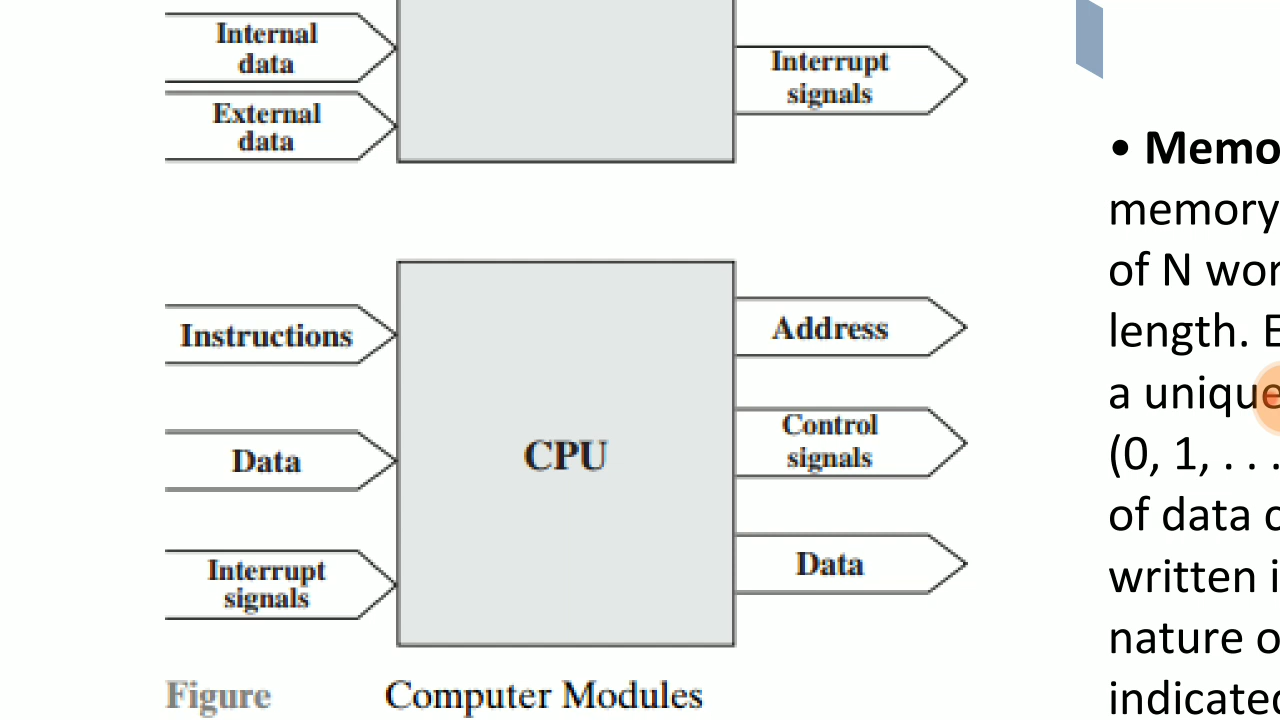 Internal
data
External
data
Interrupt
signals
Instructions
Data
Interrupt
signals
CPU
Address
Control
signals
Data
Figure Computer Modules
• Memo
memory
of N wor
length. E
a unique
(0, 1, . . .
of data c
written i
nature o
indicated